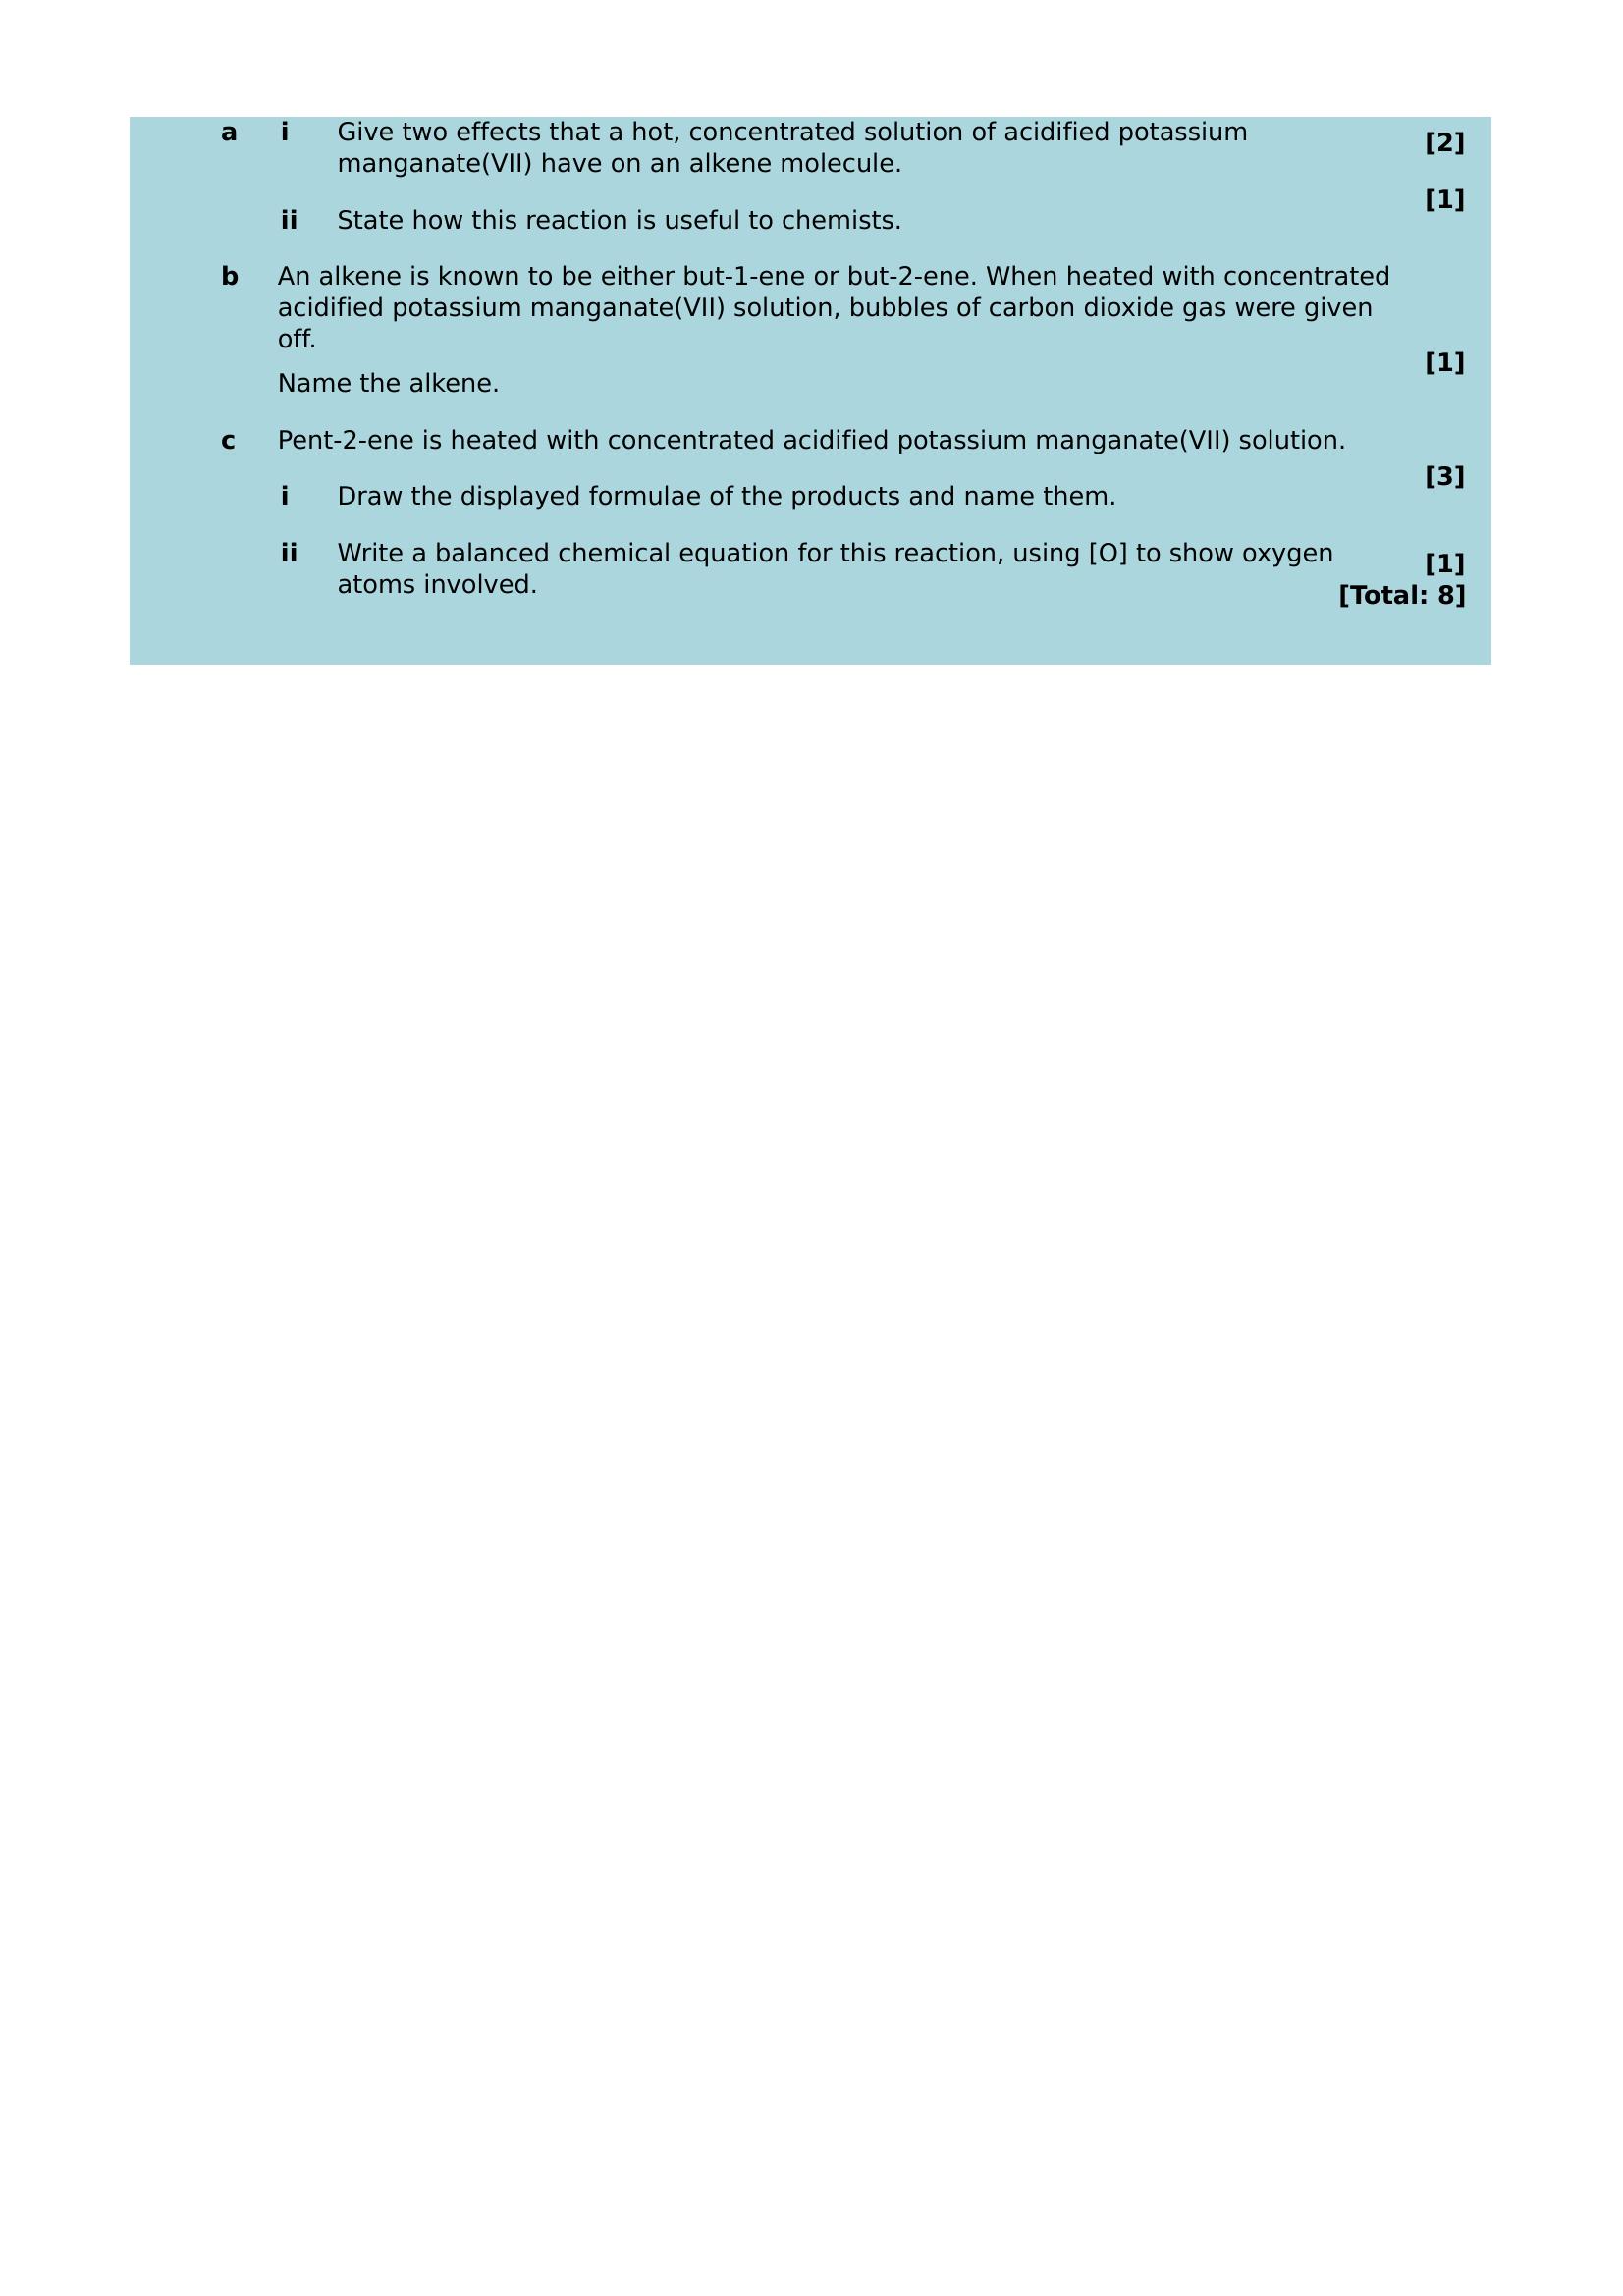 a i Give two effects that a hot, concentrated solution of acidified potassium [2]
manganate(VII) have on an alkene molecule.
[1]
ii State how this reaction is useful to chemists.
b An alkene is known to be either but-1-ene or but-2-ene. When heated with concentrated
acidified potassium manganate(VII) solution, bubbles of carbon dioxide gas were given
off.
[1]
Name the alkene.
c Pent-2-ene is heated with concentrated acidified potassium manganate(VII) solution.
[3]
i Draw the displayed formulae of the products and name them.
ii Write a balanced chemical equation for this reaction, using [O] to show oxygen [1]
atoms involved. [Total: 8]